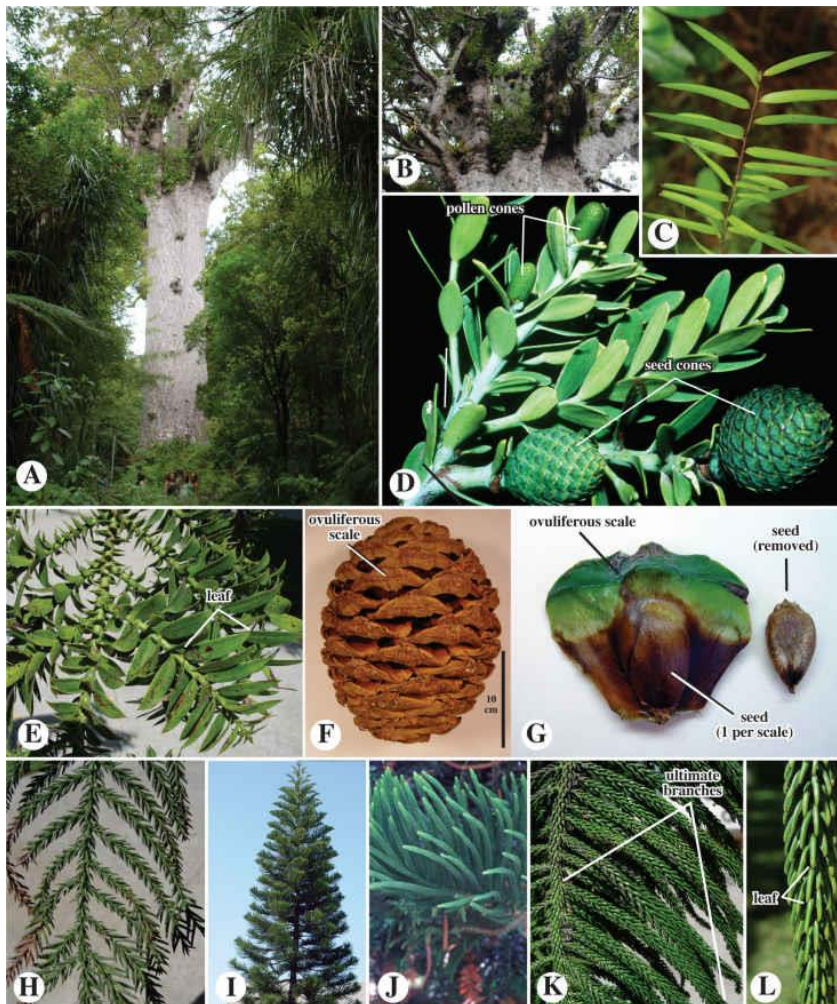 A
B
C
pollen cones
seed cones
D
leaf
E
ovuliferous
scale
10
cm
F
ovuliferous scale
seed
(removed)
seed
(1 per scale)
G
H
I
J
ultimate
branches
K
leaf
L